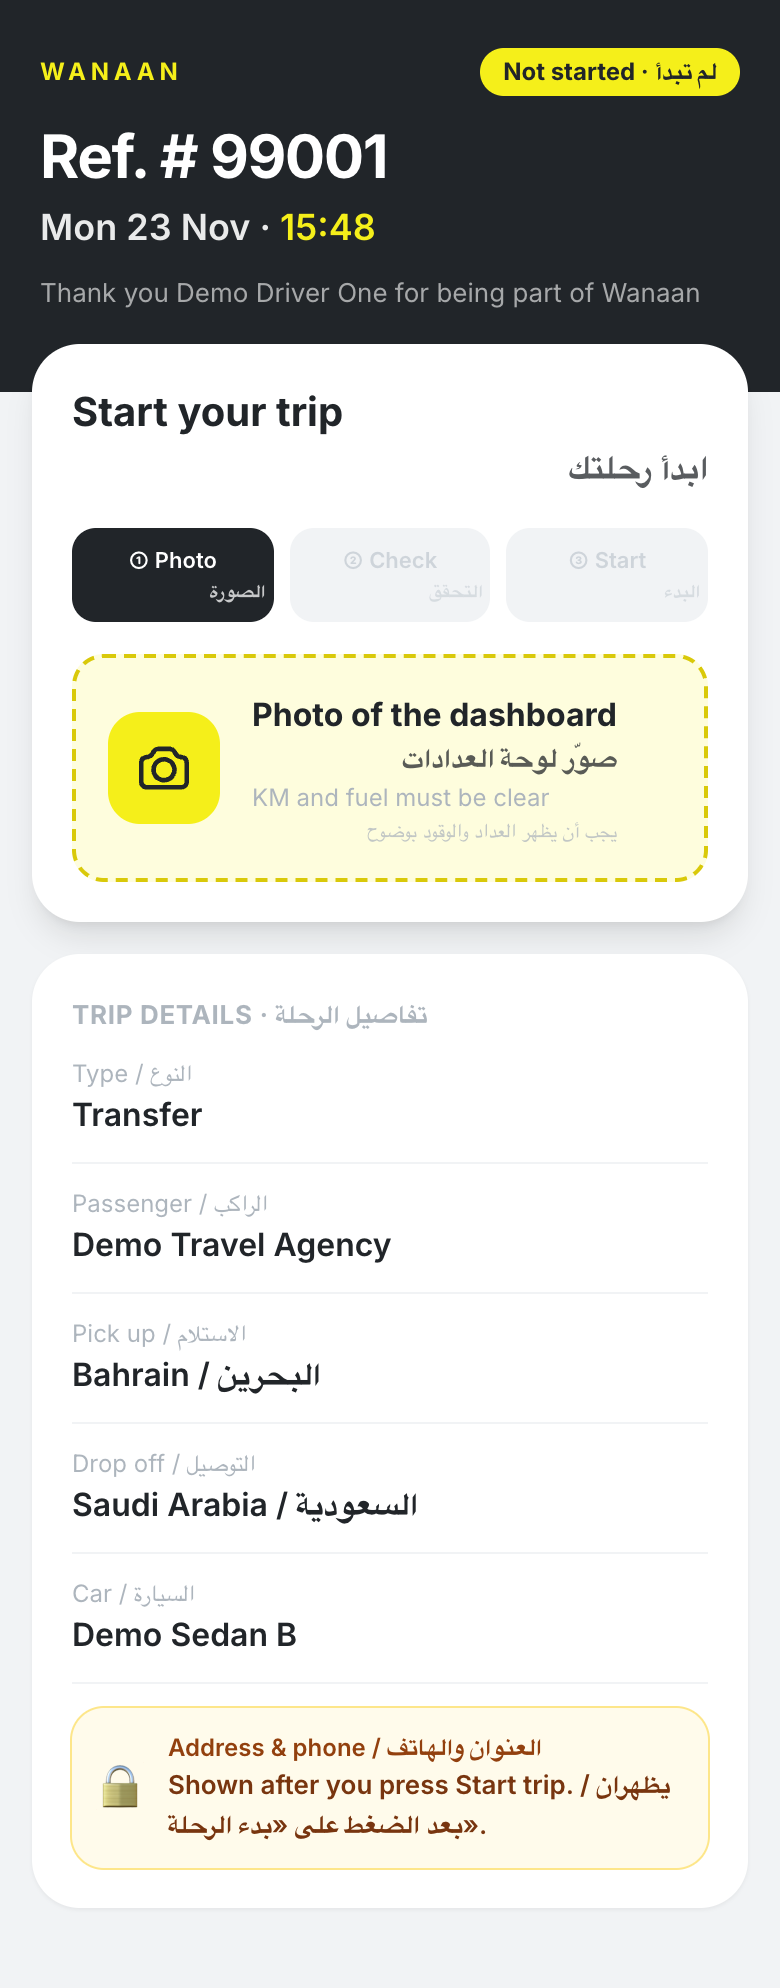 WANAAN
Not started · لم تبدأ
Ref. # 99001
Mon 23 Nov · 15:48
Thank you Demo Driver One for being part of Wanaan
Start your trip
ابدأ رحلتك
① Photo
الصورة
② Check
التحقق
③ Start
البدء
Photo of the dashboard
صوّر لوحة العدادات
KM and fuel must be clear
يجب أن يظهر العداد والوقود بوضوح
TRIP DETAILS · تفاصيل الرحلة
Type / النوع
Transfer
Passenger / الراكب
Demo Travel Agency
Pick up / الاستلام
Bahrain / البحرين
Drop off / التوصيل
Saudi Arabia / السعودية
Car / السيارة
Demo Sedan B
Address & phone / العنوان والهاتف
Shown after you press Start trip. / يظهران
بعد الضغط على «بدء الرحلة».